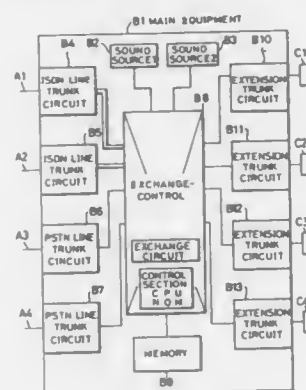 B1 MAIN EQUIPMENT
B2
B3
B4
B10
SOUND
SOURCE1
SOUND
SOURCE2
B8
A1
ISDN LINE
TRUNK
CIRCUIT
EXTENSION
TRUNK
CIRCUIT
C1
B5
B11
A2
ISDN LINE
TRUNK
CIRCUIT
EXTENSION
TRUNK
CIRCUIT
C2
EXCHANGE-
CONTROL
B6
B12
A3
PSTN LINE
TRUNK
CIRCUIT
EXTENSION
TRUNK
CIRCUIT
C3
EXCHANGE
CIRCUIT
CONTROL
SECTION
C P U
B7
B13
A4
PSTN LINE
TRUNK
CIRCUIT
EXTENSION
TRUNK
CIRCUIT
MEMORY
B9